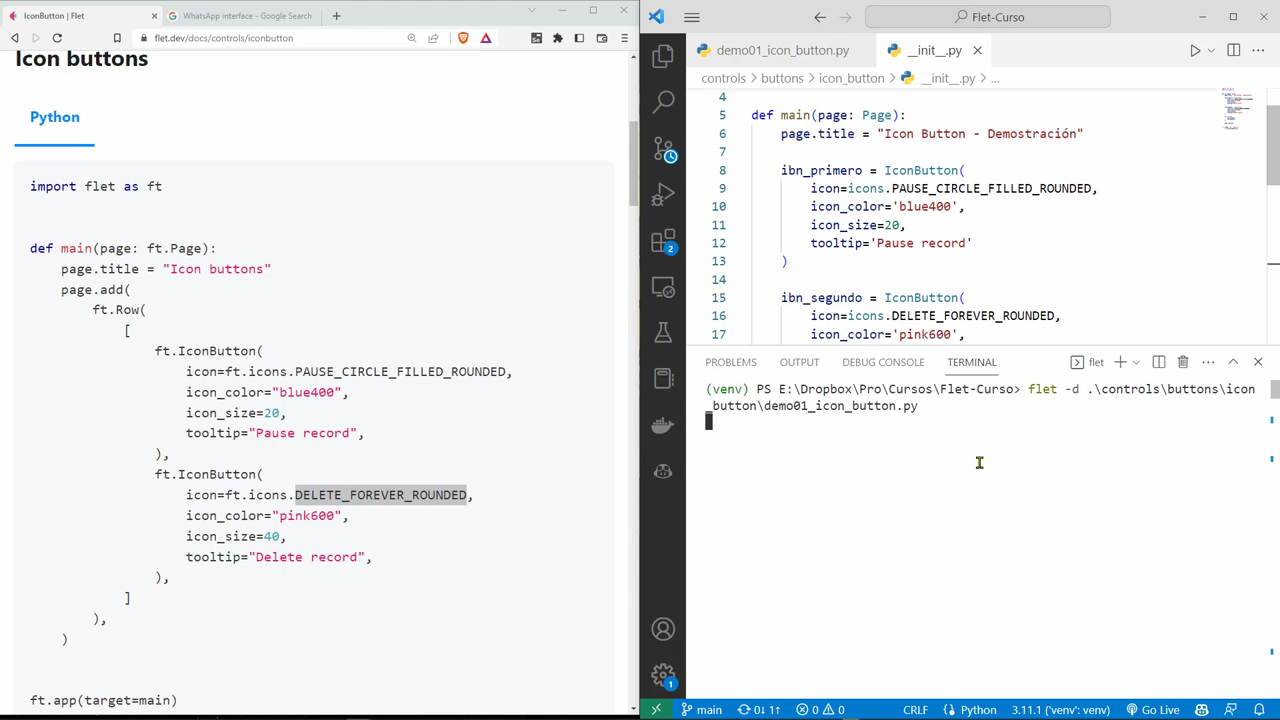 IconButton | Flet
WhatsApp interface - Google Search
flet.dev/docs/controls/iconbutton
Icon buttons
Python
import flet as ft
def main(page: ft.Page):
page.title = "Icon buttons"
page.add(
ft.Row(
[
ft.IconButton(
icon=ft.icons.PAUSE_CIRCLE_FILLED_ROUNDED,
icon_color="blue400",
icon_size=20,
tooltip="Pause record",
),
ft.IconButton(
icon=ft.icons.DELETE_FOREVER_ROUNDED,
icon_color="pink600",
icon_size=40,
tooltip="Delete record",
),
]
),
)
ft.app(target=main)
Flet-Curso
demo01_icon_button.py
__init__.py
controls > buttons > icon_button > __init__.py > ...
4
5 def main(page: Page):
6 page.title = "Icon Button - Demostración"
7
8 ibn_primero = IconButton(
9 icon=icons.PAUSE_CIRCLE_FILLED_ROUNDED,
10 icon_color='blue400',
11 icon_size=20,
12 tooltip='Pause record'
13 )
14
15 ibn_segundo = IconButton(
16 icon=icons.DELETE_FOREVER_ROUNDED,
17 icon_color='pink600',
PROBLEMS OUTPUT DEBUG CONSOLE TERMINAL flet
(venv) PS E:\Dropbox\Pro\Cursos\Flet-Curso> flet -d .\controls\buttons\icon
_button\demo01_icon_button.py
2
1
main 0↓ 1↑ 0 0 CRLF Python 3.11.1 ('venv': venv) Go Live